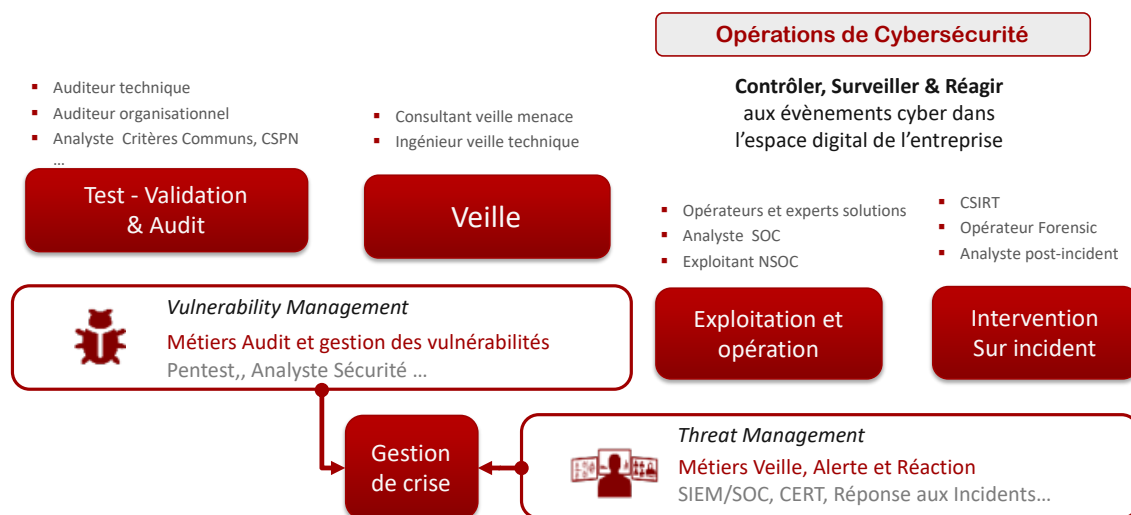 Opérations de Cybersécurité
Contrôler, Surveiller & Réagir
aux évènements cyber dans
l'espace digital de l'entreprise
▪ Auditeur technique
▪ Auditeur organisationnel
▪ Analyste Critères Communs, CSPN
…
Test - Validation
& Audit
▪ Consultant veille menace
▪ Ingénieur veille technique
Veille
▪ Opérateurs et experts solutions
▪ Analyste SOC
▪ Exploitant NSOC
Exploitation et
opération
▪ CSIRT
▪ Opérateur Forensic
▪ Analyste post-incident
Intervention
Sur incident
Vulnerability Management
Métiers Audit et gestion des vulnérabilités
Pentest,, Analyste Sécurité …
Gestion
de crise
Threat Management
Métiers Veille, Alerte et Réaction
SIEM/SOC, CERT, Réponse aux Incidents…